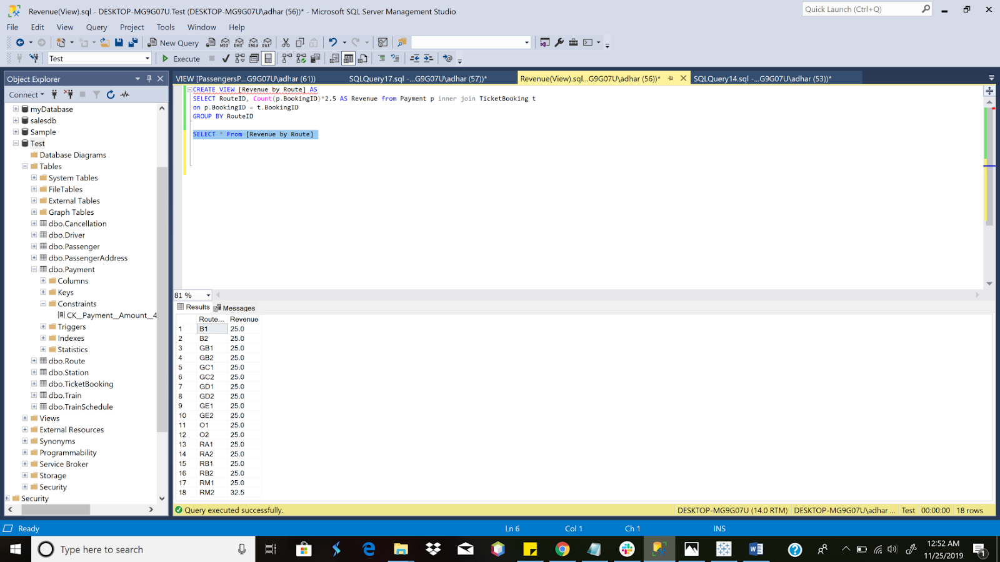 Revenue(View).sql - DESKTOP-MG9G07U.Test (DESKTOP-MG9G07U\adhar (56))* - Microsoft SQL Server Management Studio
Quick Launch (Ctrl+Q)
File Edit View Query Project Tools Window Help
New Query
MDX DMX XMLA DAX
Test
Execute
Object Explorer
Connect
myDatabase
salesdb
Sample
Test
Database Diagrams
Tables
System Tables
FileTables
External Tables
Graph Tables
dbo.Cancellation
dbo.Driver
dbo.Passenger
dbo.PassengerAddress
dbo.Payment
Columns
Keys
Constraints
CK__Payment__Amount__4
Triggers
Indexes
Statistics
dbo.Route
dbo.Station
dbo.TicketBooking
dbo.Train
dbo.TrainSchedule
Views
External Resources
Synonyms
Programmability
Service Broker
Storage
Security
Security
VIEW [PassengersP...G9G07U\adhar (61)) SQLQuery17.sql -...G9G07U\adhar (57))* Revenue(View).sql...G9G07U\adhar (56))* SQLQuery14.sql -...G9G07U\adhar (53))*
CREATE VIEW [Revenue by Route] AS
SELECT RouteID, Count(p.BookingID)*2.5 AS Revenue from Payment p inner join TicketBooking t
on p.BookingID = t.BookingID
GROUP BY RouteID
SELECT * From [Revenue by Route]
81 %
Results Messages
Route... Revenue
1 B1 25.0
2 B2 25.0
3 GB1 25.0
4 GB2 25.0
5 GC1 25.0
6 GC2 25.0
7 GD1 25.0
8 GD2 25.0
9 GE1 25.0
10 GE2 25.0
11 O1 25.0
12 O2 25.0
13 RA1 25.0
14 RA2 25.0
15 RB1 25.0
16 RB2 25.0
17 RM1 25.0
18 RM2 32.5
Query executed successfully. DESKTOP-MG9G07U (14.0 RTM) DESKTOP-MG9G07U\adhar ... Test 00:00:00 18 rows
Ready Ln 6 Col 1 Ch 1 INS
Type here to search
12:52 AM
11/25/2019
1